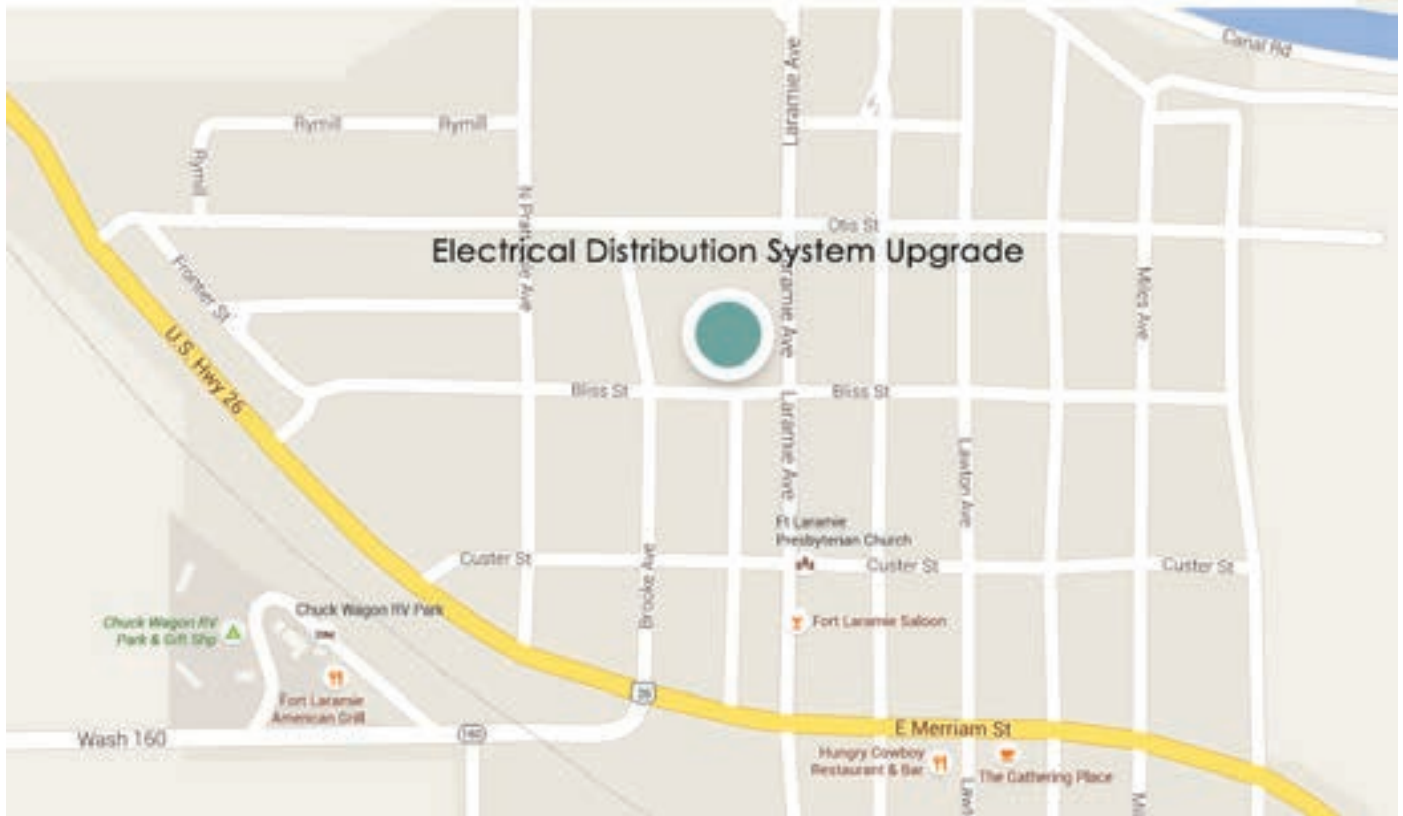 Canal Rd
Laramie Ave
Rymill
Rymill
Rymill
Otis St
Electrical Distribution System Upgrade
Miles Ave
Frontier St
U.S. Hwy 26
Bliss St
Bliss St
Laramie Ave
Lawton Ave
Ft Laramie
Presbyterian Church
Custer St
Custer St
Custer St
Brooke Ave
Chuck Wagon RV Park
Chuck Wagon RV
Park & Gift Shp
Fort Laramie Saloon
Fort Laramie
American Grill
26
160
Wash 160
E Merriam St
Hungry Cowboy
Restaurant & Bar
The Gathering Place